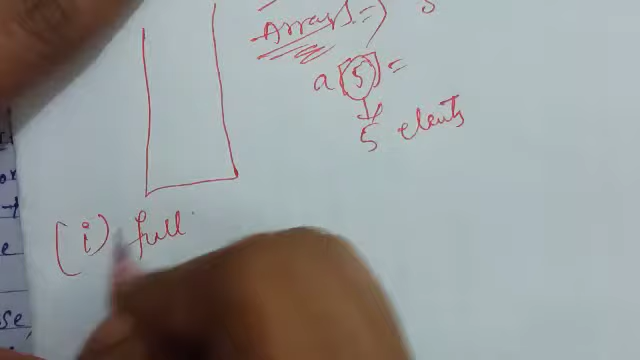 Arrays =)
a[5] =
5 elents
(i) full